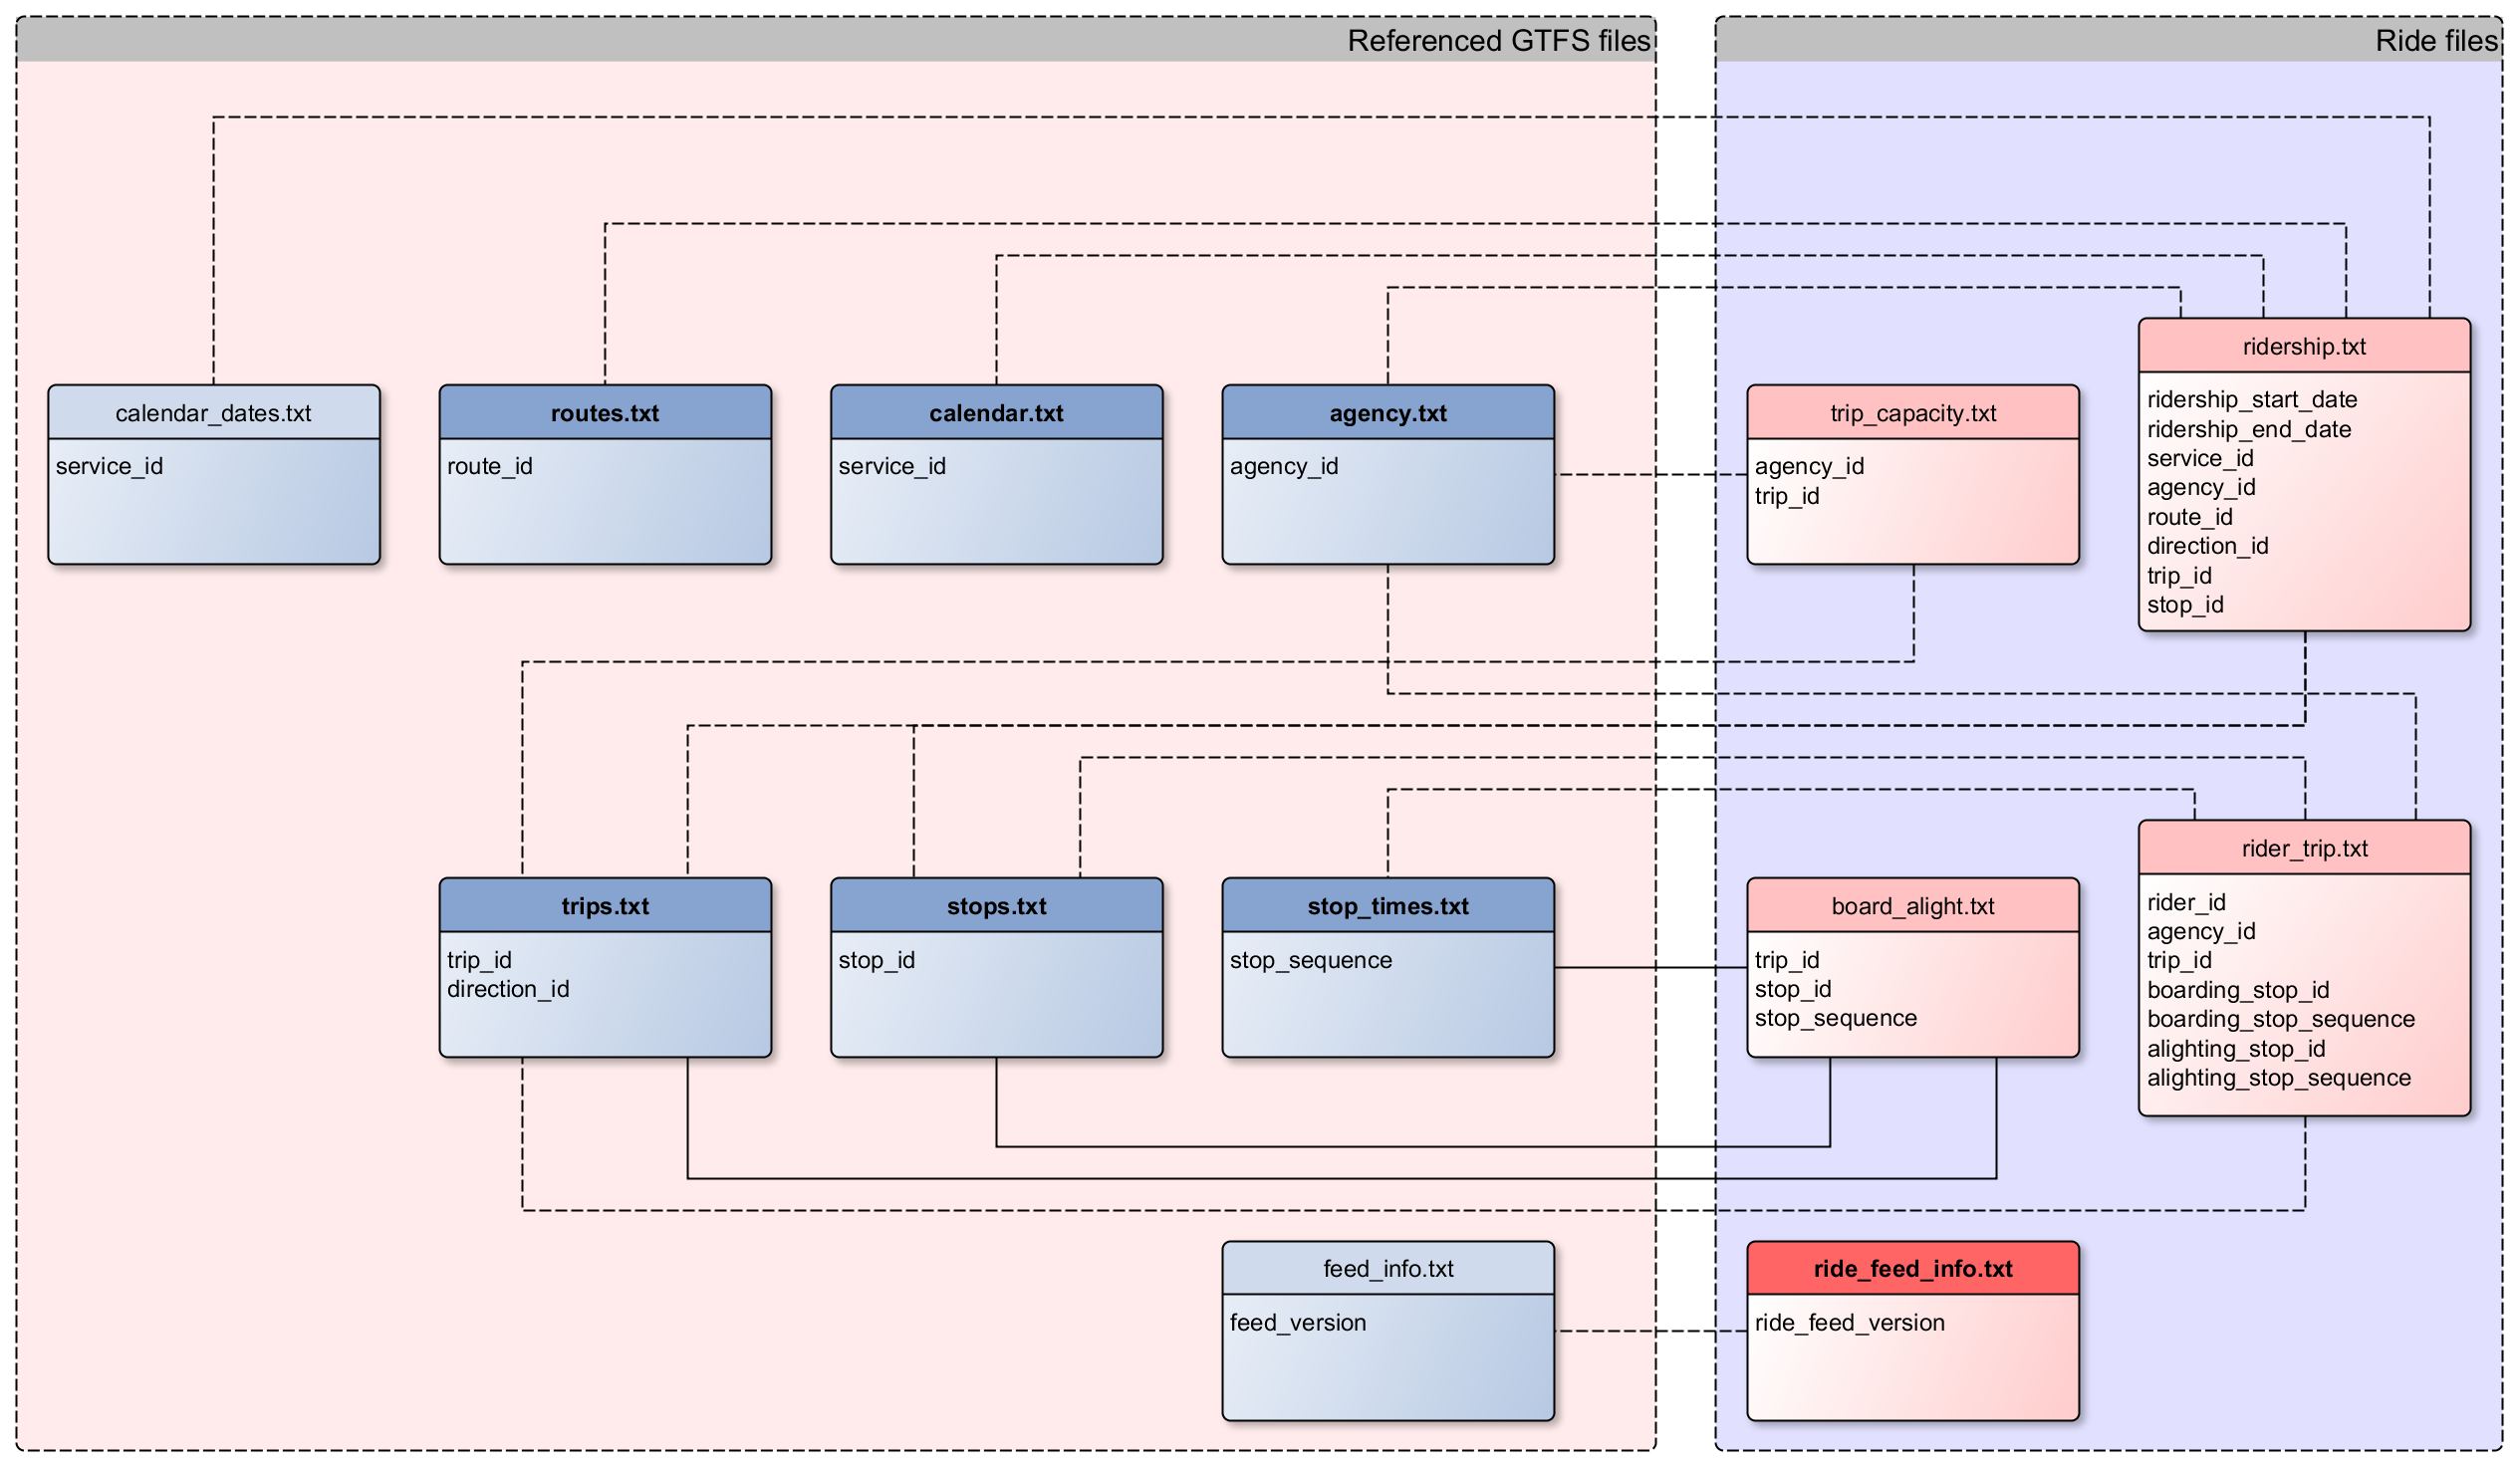 Referenced GTFS files
Ride files
calendar_dates.txt
service_id
routes.txt
route_id
calendar.txt
service_id
agency.txt
agency_id
trip_capacity.txt
agency_id
trip_id
ridership.txt
ridership_start_date
ridership_end_date
service_id
agency_id
route_id
direction_id
trip_id
stop_id
trips.txt
trip_id
direction_id
stops.txt
stop_id
stop_times.txt
stop_sequence
board_alight.txt
trip_id
stop_id
stop_sequence
rider_trip.txt
rider_id
agency_id
trip_id
boarding_stop_id
boarding_stop_sequence
alighting_stop_id
alighting_stop_sequence
feed_info.txt
feed_version
ride_feed_info.txt
ride_feed_version